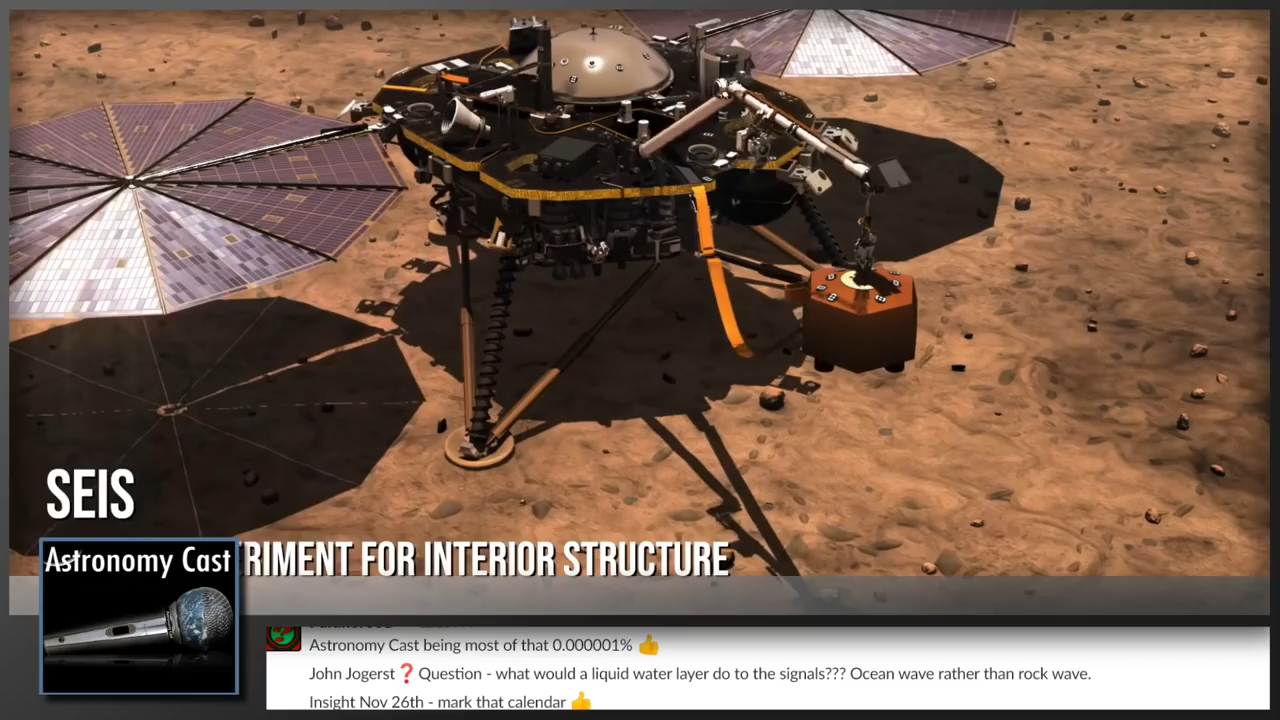 SEIS
RIMENT FOR INTERIOR STRUCTURE
Astronomy Cast
Astronomy Cast being most of that 0.000001% 👍
John Jogerst ❓ Question - what would a liquid water layer do to the signals??? Ocean wave rather than rock wave.
Insight Nov 26th - mark that calendar 👍